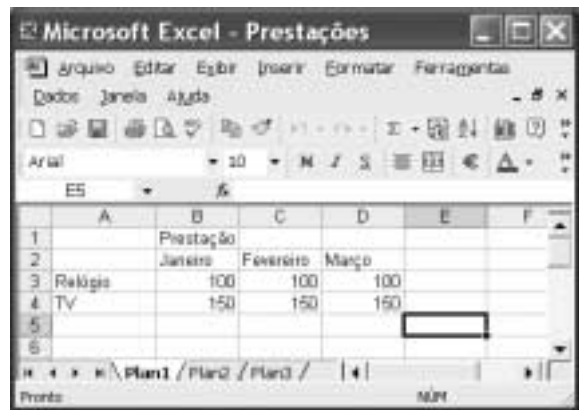 Microsoft Excel - Prestações
Arquivo Editar Exibir Inserir Formatar Ferramentas
Dados Janela Ajuda
Arial 10 N I S €  A
E5 fx
A B C D E F
1 Prestação
2 Janeiro Fevereiro Março
3 Relógio 100 100 100
4 TV 150 150 150
5
6
Plan1 / Plan2 / Plan3 /
Pronto NÚM